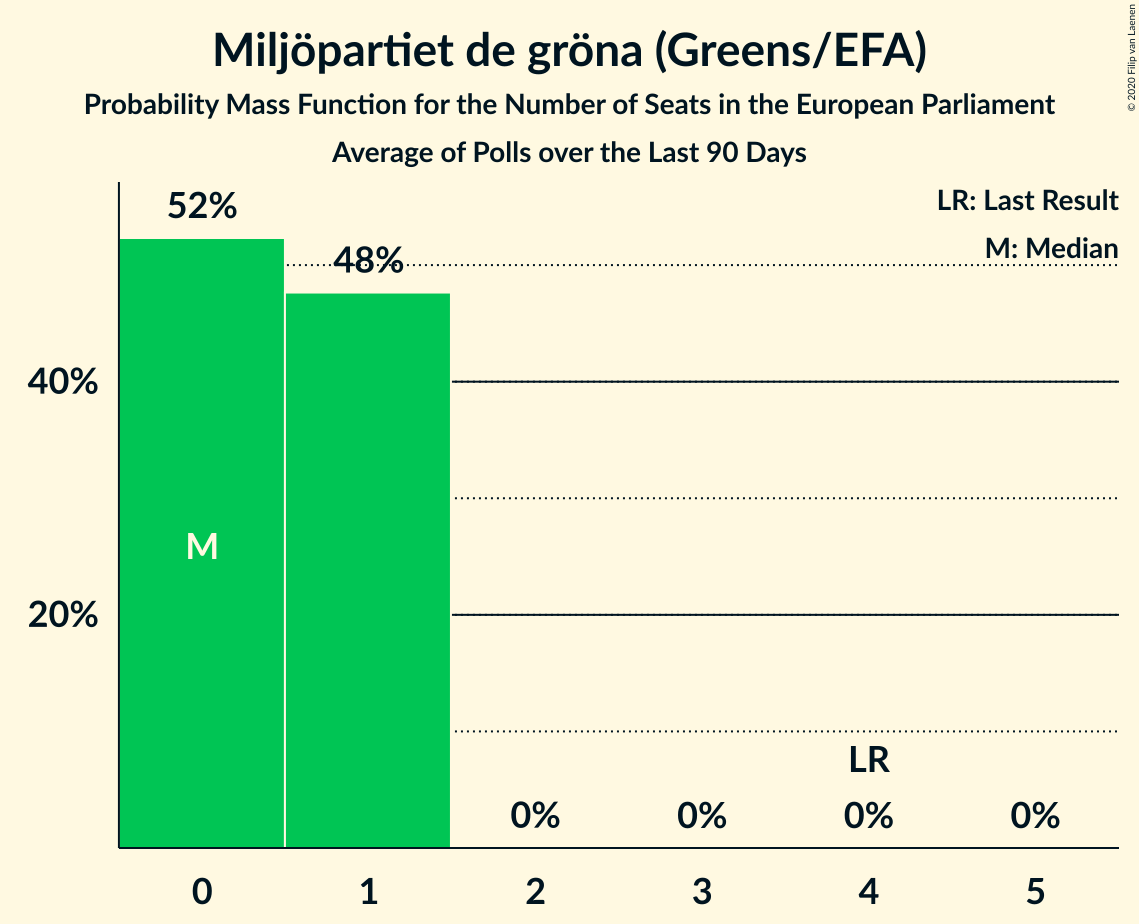 Miljöpartiet de gröna (Greens/EFA)
Probability Mass Function for the Number of Seats in the European Parliament
Average of Polls over the Last 90 Days
© 2020 Filip van Laenen
LR: Last Result
M: Median
52%
48%
40%
20%
M
LR
0%
0%
0%
0%
0
1
2
3
4
5